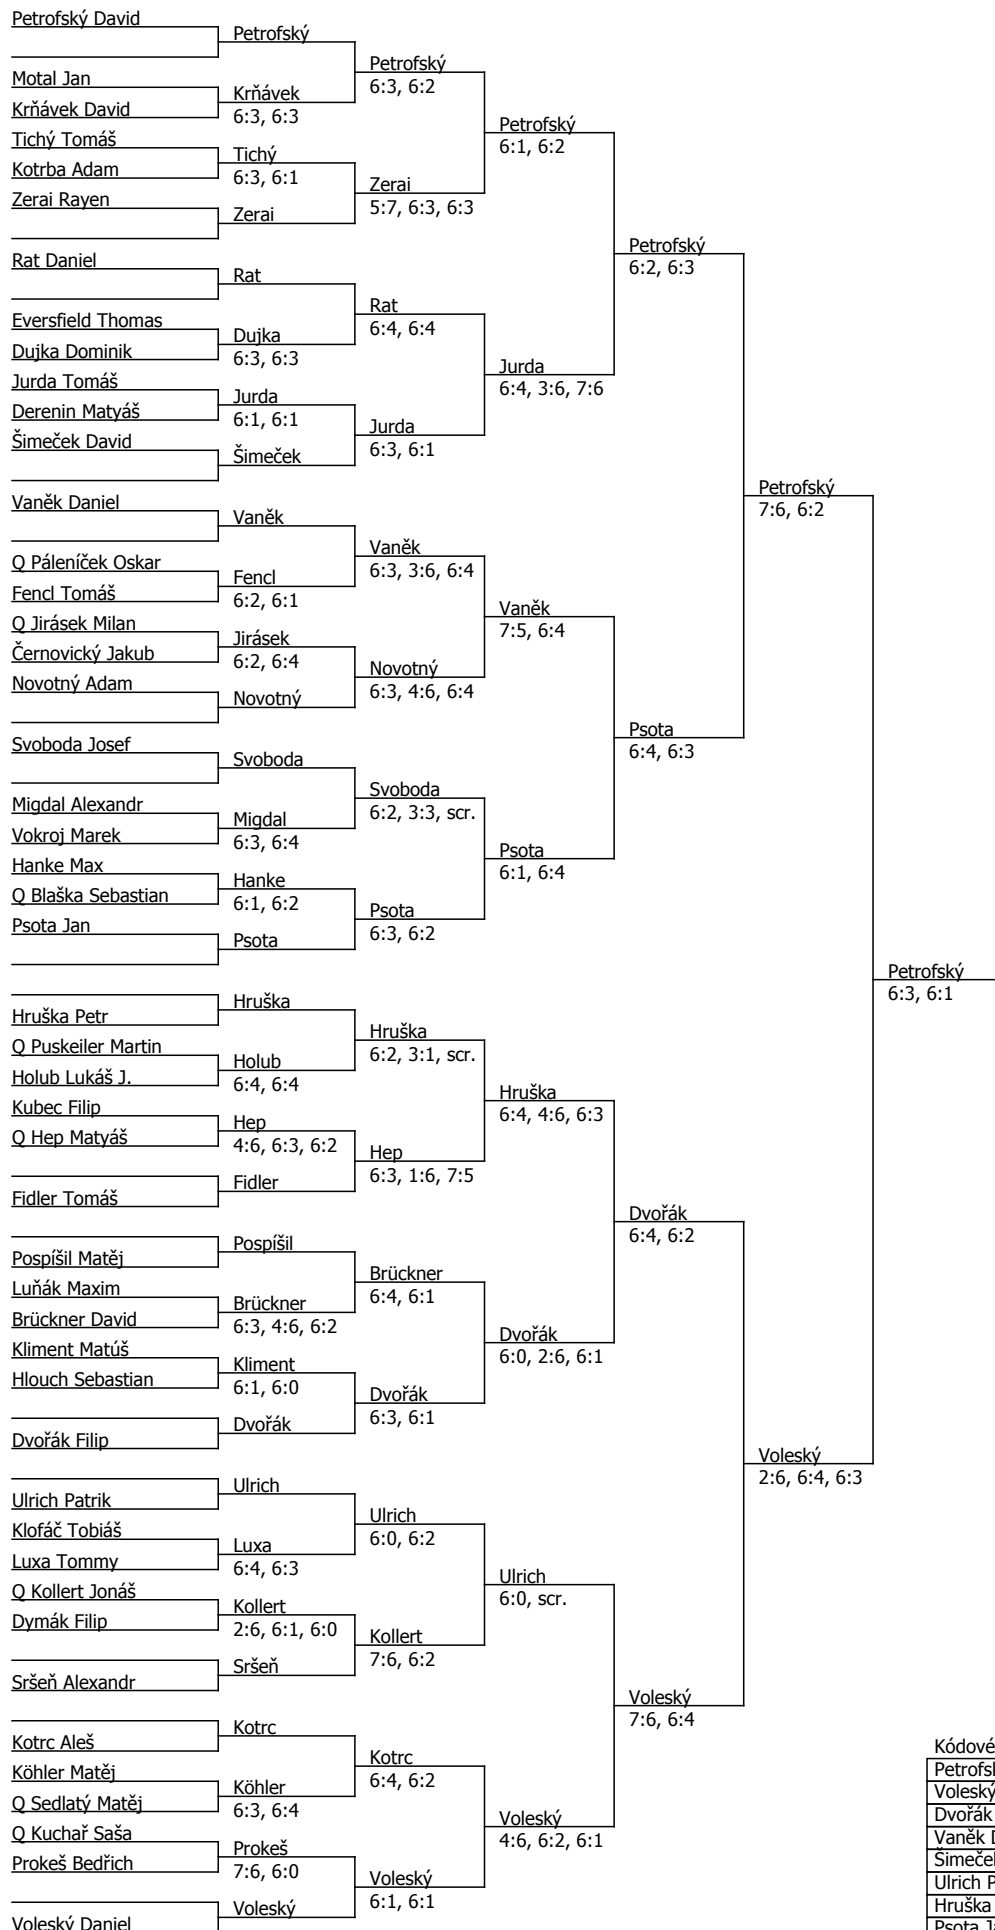 Petrofský David
Motal Jan
Krňávek David
Tichý Tomáš
Kotrba Adam
Zerai Rayen
Rat Daniel
Eversfield Thomas
Dujka Dominik
Jurda Tomáš
Derenin Matyáš
Šimeček David
Vaněk Daniel
Q Páleníček Oskar
Fencl Tomáš
Q Jirásek Milan
Černovický Jakub
Novotný Adam
Svoboda Josef
Migdal Alexandr
Vokroj Marek
Hanke Max
Q Blaška Sebastian
Psota Jan
Hruška Petr
Q Puskeiler Martin
Holub Lukáš J.
Kubec Filip
Q Hep Matyáš
Fidler Tomáš
Pospíšil Matěj
Luňák Maxim
Brückner David
Kliment Matúš
Hlouch Sebastian
Dvořák Filip
Ulrich Patrik
Klofáč Tobiáš
Luxa Tommy
Q Kollert Jonáš
Dymák Filip
Sršeň Alexandr
Kotrc Aleš
Köhler Matěj
Q Sedlatý Matěj
Q Kuchař Saša
Prokeš Bedřich
Voleský Daniel
Petrofský
Krňávek
6:3, 6:3
Tichý
6:3, 6:1
Zerai
Rat
Dujka
6:3, 6:3
Jurda
6:1, 6:1
Šimeček
Vaněk
Fencl
6:2, 6:1
Jirásek
6:2, 6:4
Novotný
Svoboda
Migdal
6:3, 6:4
Hanke
6:1, 6:2
Psota
Hruška
Holub
6:4, 6:4
Hep
4:6, 6:3, 6:2
Fidler
Pospíšil
Brückner
6:3, 4:6, 6:2
Kliment
6:1, 6:0
Dvořák
Ulrich
Luxa
6:4, 6:3
Kollert
2:6, 6:1, 6:0
Sršeň
Kotrc
Köhler
6:3, 6:4
Prokeš
7:6, 6:0
Voleský
Petrofský
6:3, 6:2
Zerai
5:7, 6:3, 6:3
Rat
6:4, 6:4
Jurda
6:3, 6:1
Vaněk
6:3, 3:6, 6:4
Novotný
6:3, 4:6, 6:4
Svoboda
6:2, 3:3, scr.
Psota
6:3, 6:2
Hruška
6:2, 3:1, scr.
Hep
6:3, 1:6, 7:5
Brückner
6:4, 6:1
Dvořák
6:3, 6:1
Ulrich
6:0, 6:2
Kollert
7:6, 6:2
Kotrc
6:4, 6:2
Voleský
6:1, 6:1
Petrofský
6:1, 6:2
Jurda
6:4, 3:6, 7:6
Vaněk
7:5, 6:4
Psota
6:1, 6:4
Hruška
6:4, 4:6, 6:3
Dvořák
6:0, 2:6, 6:1
Ulrich
6:0, scr.
Voleský
4:6, 6:2, 6:1
Petrofský
6:2, 6:3
Psota
6:4, 6:3
Dvořák
6:4, 6:2
Voleský
7:6, 6:4
Petrofský
7:6, 6:2
Voleský
2:6, 6:4, 6:3
Petrofský
6:3, 6:1
Kódové
Petrofsk
Voleský
Dvořák
Vaněk D
Šimeček
Ulrich P
Hruška
Psota Ja